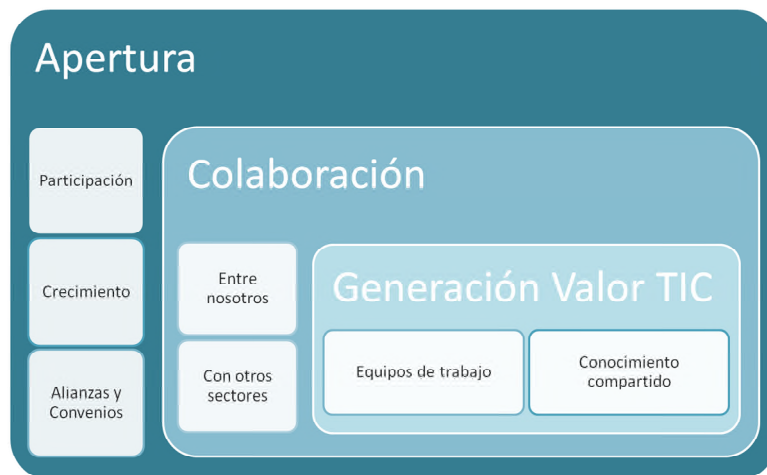 Apertura
Participación
Crecimiento
Alianzas y
Convenios
Colaboración
Entre
nosotros
Con otros
sectores
Generación Valor TIC
Equipos de trabajo
Conocimiento
compartido